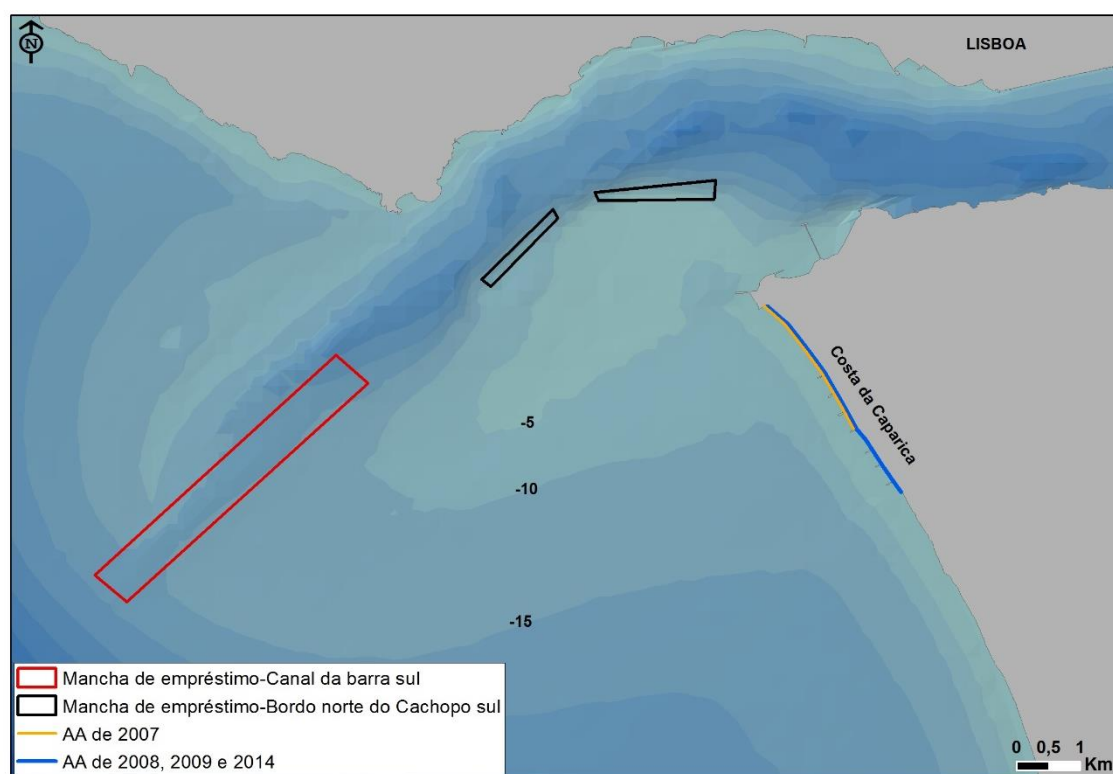 N
LISBOA
Costa da Caparica
-5
-10
-15
Mancha de empréstimo-Canal da barra sul
Mancha de empréstimo-Bordo norte do Cachopo sul
AA de 2007
AA de 2008, 2009 e 2014
0 0,5 1
Km